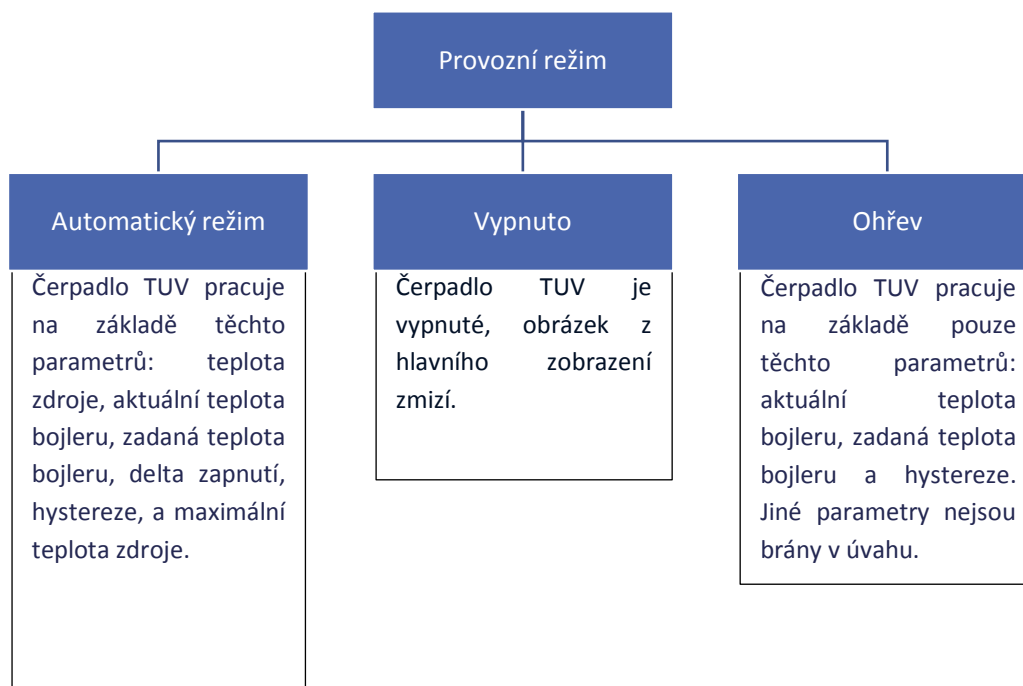 Provozní režim
Automatický režim
Čerpadlo TUV pracuje
na základě těchto
parametrů: teplota
zdroje, aktuální teplota
bojleru, zadaná teplota
bojleru, delta zapnutí,
hystereze, a maximální
teplota zdroje.
Vypnuto
Čerpadlo TUV je
vypnuté, obrázek z
hlavního zobrazení
zmizí.
Ohřev
Čerpadlo TUV pracuje
na základě pouze
těchto parametrů:
aktuální teplota
bojleru, zadaná teplota
bojleru a hystereze.
Jiné parametry nejsou
brány v úvahu.